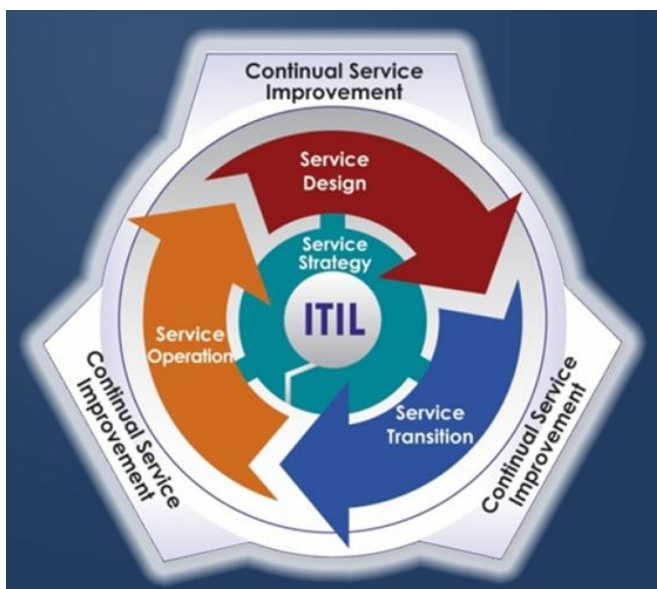 Continual Service
Improvement
Service
Design
Service
Strategy
ITIL
Service
Operation
Service
Transition
Continual Service
Improvement
Continual Service
Improvement